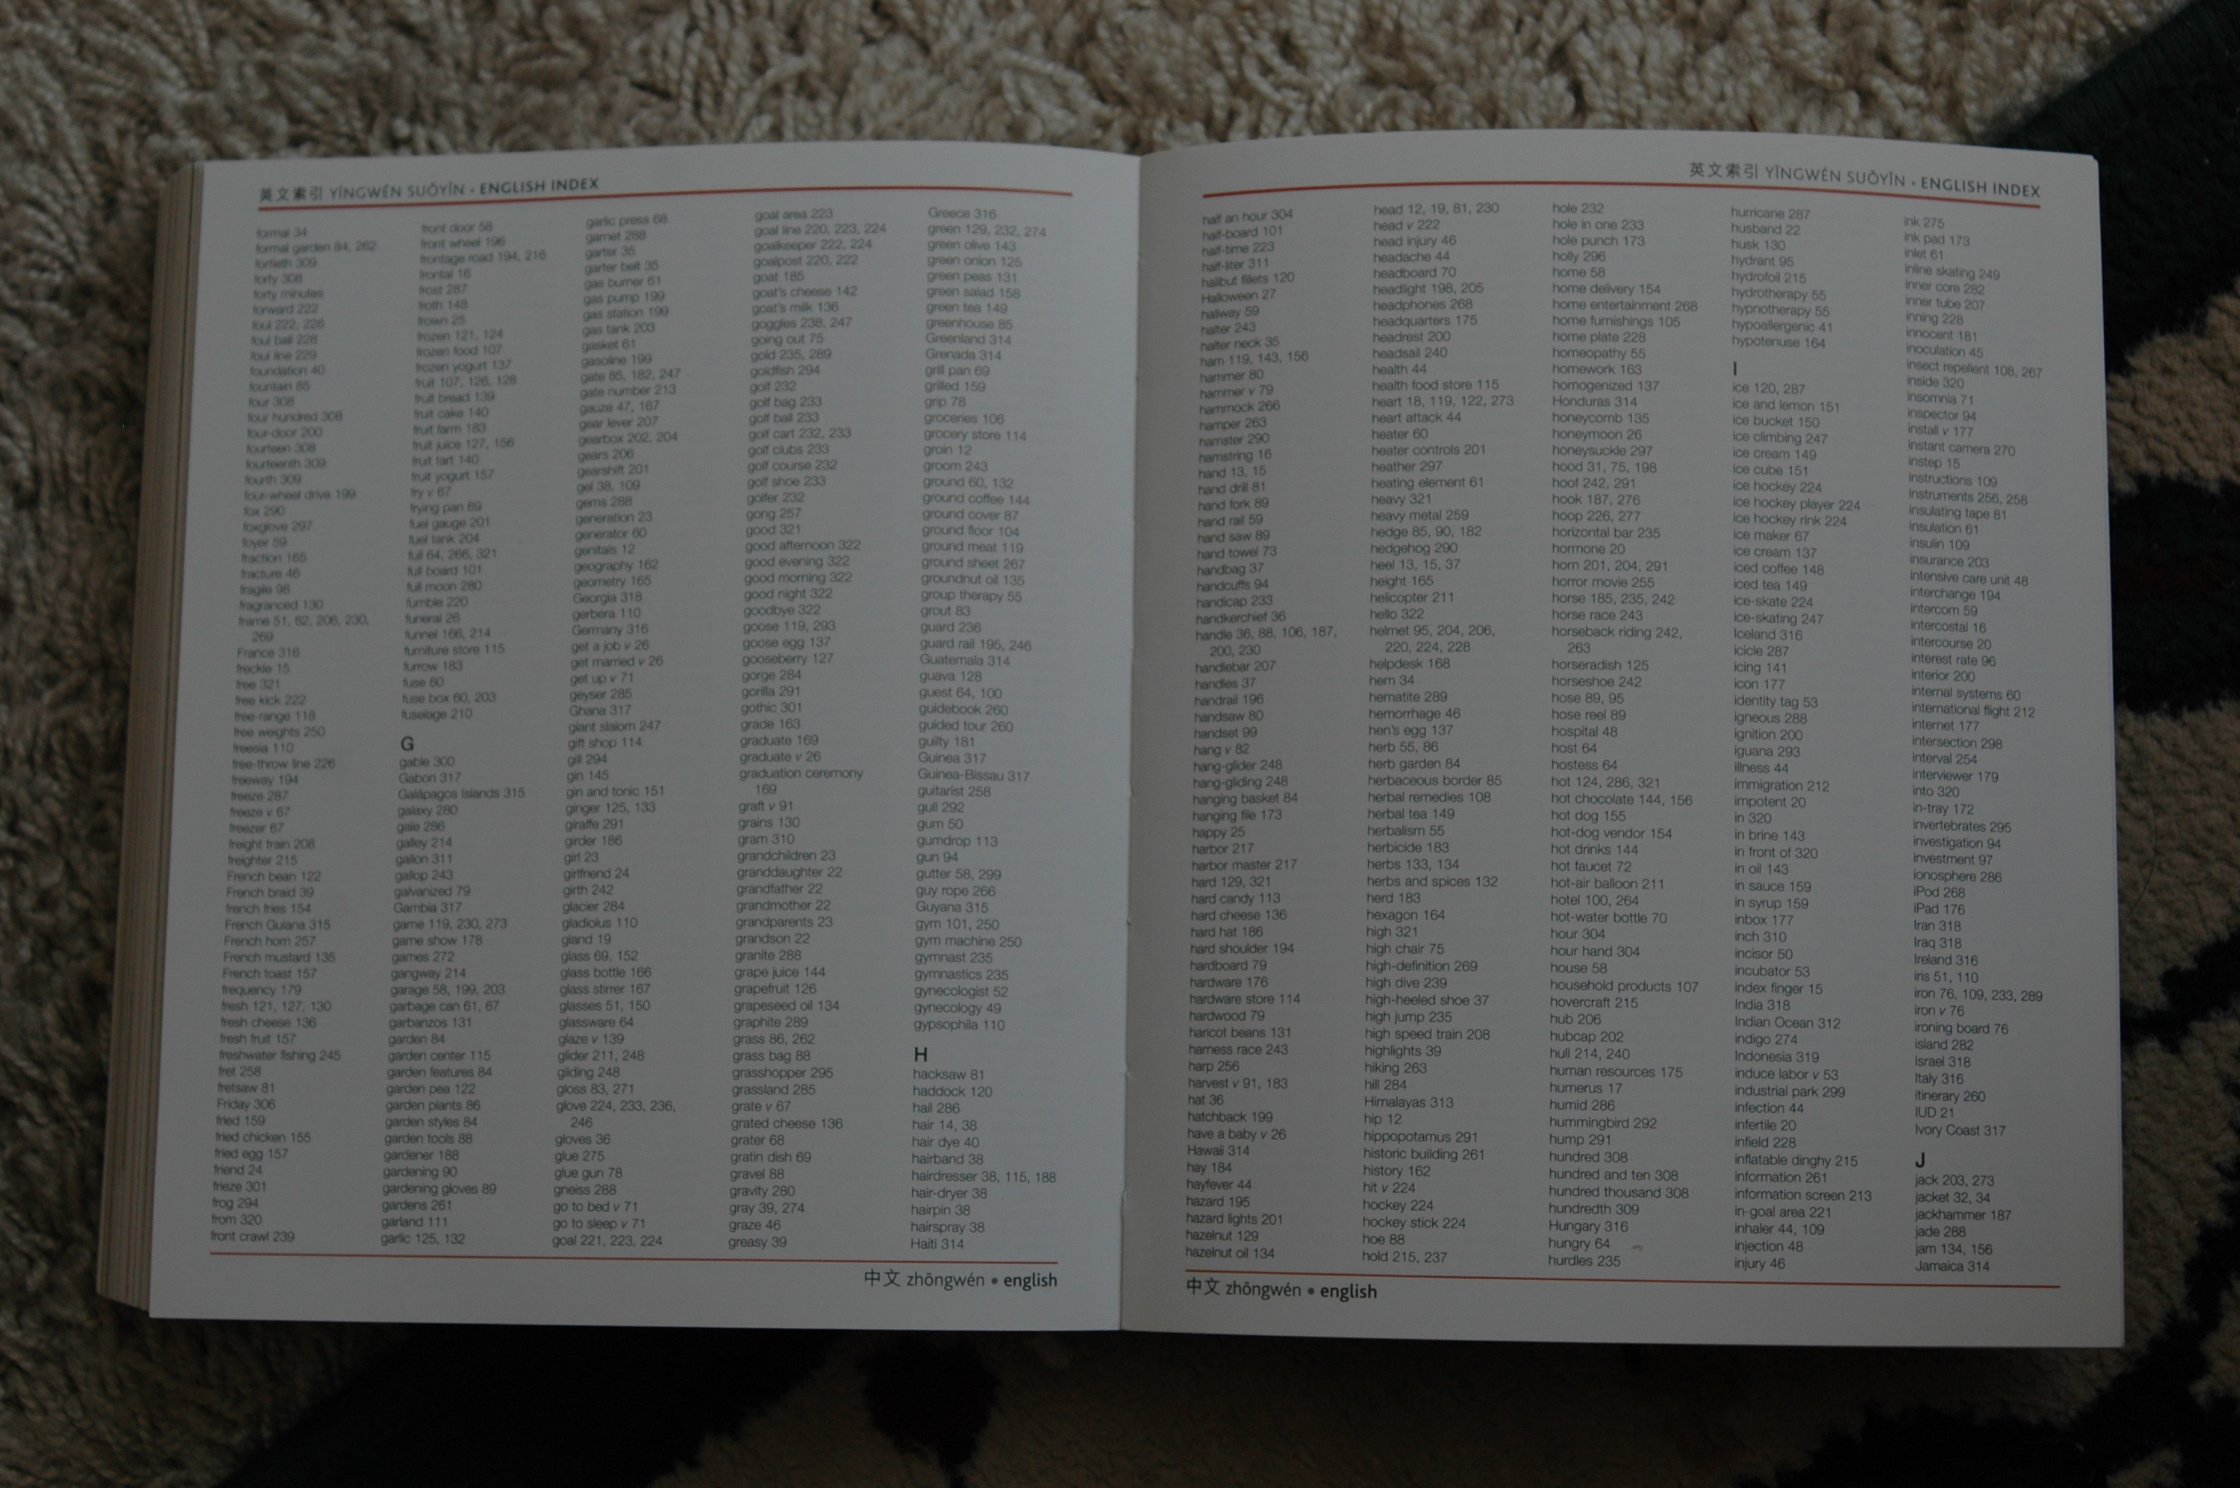 英文索引 YĪNGWÉN SUǑYǏN • ENGLISH INDEX
formal 34
formal garden 84, 262
fortieth 309
forty 308
forty minutes
forward 222
foul 222, 226
foul ball 228
foul line 229
foundation 40
fountain 85
four 308
four hundred 308
four-door 200
fourteen 308
fourteenth 309
fourth 309
four-wheel drive 199
fox 290
foxglove 297
foyer 59
fraction 165
fracture 46
fragile 98
fragranced 130
frame 51, 62, 206, 230,
269
France 316
freckle 15
free 321
free kick 222
free-range 118
free weights 250
freesia 110
free-throw line 226
freeway 194
freeze 287
freeze v 67
freezer 67
freight train 208
freighter 215
French bean 122
French braid 39
french fries 154
French Guiana 315
French horn 257
French mustard 135
French toast 157
frequency 179
fresh 121, 127, 130
fresh cheese 136
fresh fruit 157
freshwater fishing 245
fret 258
fretsaw 81
Friday 306
fried 159
fried chicken 155
fried egg 157
friend 24
frieze 301
frog 294
from 320
front crawl 239
front door 58
front wheel 196
frontage road 194, 216
frontal 16
frost 287
froth 148
frown 25
frozen 121, 124
frozen food 107
frozen yogurt 137
fruit 107, 126, 128
fruit bread 139
fruit cake 140
fruit farm 183
fruit juice 127, 156
fruit tart 140
fruit yogurt 157
fry v 67
frying pan 69
fuel gauge 201
fuel tank 204
full 64, 266, 321
full board 101
full moon 280
fumble 220
funeral 26
funnel 166, 214
furniture store 115
furrow 183
fuse 60
fuse box 60, 203
fuselage 210
G
gable 300
Gabon 317
Galápagos Islands 315
galaxy 280
gale 286
galley 214
gallon 311
gallop 243
galvanized 79
Gambia 317
game 119, 230, 273
game show 178
games 272
gangway 214
garage 58, 199, 203
garbage can 61, 67
garbanzos 131
garden 84
garden center 115
garden features 84
garden pea 122
garden plants 86
garden styles 84
garden tools 88
gardener 188
gardening 90
gardening gloves 89
gardens 261
garland 111
garlic 125, 132
garlic press 68
garnet 288
garter 35
garter belt 35
gas burner 61
gas pump 199
gas station 199
gas tank 203
gasket 61
gasoline 199
gate 85, 182, 247
gate number 213
gauze 47, 167
gear lever 207
gearbox 202, 204
gears 206
gearshift 201
gel 38, 109
gems 288
generation 23
generator 60
genitals 12
geography 162
geometry 165
Georgia 318
gerbera 110
Germany 316
get a job v 26
get married v 26
get up v 71
geyser 285
Ghana 317
giant slalom 247
gift shop 114
gill 294
gin 145
gin and tonic 151
ginger 125, 133
giraffe 291
girder 186
girl 23
girlfriend 24
girth 242
glacier 284
gladiolus 110
gland 19
glass 69, 152
glass bottle 166
glass stirrer 167
glasses 51, 150
glassware 64
glaze v 139
glider 211, 248
gliding 248
gloss 83, 271
glove 224, 233, 236,
246
gloves 36
glue 275
glue gun 78
gneiss 288
go to bed v 71
go to sleep v 71
goal 221, 223, 224
goal area 223
goal line 220, 223, 224
goalkeeper 222, 224
goalpost 220, 222
goat 185
goat's cheese 142
goat's milk 136
goggles 238, 247
going out 75
gold 235, 289
goldfish 294
golf 232
golf bag 233
golf ball 233
golf cart 232, 233
golf clubs 233
golf course 232
golf shoe 233
golfer 232
gong 257
good 321
good afternoon 322
good evening 322
good morning 322
good night 322
goodbye 322
goose 119, 293
goose egg 137
gooseberry 127
gorge 284
gorilla 291
gothic 301
grade 163
graduate 169
graduate v 26
graduation ceremony
169
graft v 91
grains 130
gram 310
grandchildren 23
granddaughter 22
grandfather 22
grandmother 22
grandparents 23
grandson 22
granite 288
grape juice 144
grapefruit 126
grapeseed oil 134
graphite 289
grass 86, 262
grass bag 88
grasshopper 295
grassland 285
grate v 67
grated cheese 136
grater 68
gratin dish 69
gravel 88
gravity 280
gray 39, 274
graze 46
greasy 39
Greece 316
green 129, 232, 274
green olive 143
green onion 125
green peas 131
green salad 158
green tea 149
greenhouse 85
Greenland 314
Grenada 314
grill pan 69
grilled 159
grip 78
groceries 106
grocery store 114
groin 12
groom 243
ground 60, 132
ground coffee 144
ground cover 87
ground floor 104
ground meat 119
ground sheet 267
groundnut oil 135
group therapy 55
grout 83
guard 236
guard rail 195, 246
Guatemala 314
guava 128
guest 64, 100
guidebook 260
guided tour 260
guilty 181
Guinea 317
Guinea-Bissau 317
guitarist 258
gull 292
gum 50
gumdrop 113
gun 94
gutter 58, 299
guy rope 266
Guyana 315
gym 101, 250
gym machine 250
gymnast 235
gymnastics 235
gynecologist 52
gynecology 49
gypsophila 110
H
hacksaw 81
haddock 120
hail 286
hair 14, 38
hair dye 40
hairband 38
hairdresser 38, 115, 188
hair-dryer 38
hairpin 38
hairspray 38
Haiti 314
中文 zhōngwén • english
英文索引 YĪNGWÉN SUǑYǏN • ENGLISH INDEX
half an hour 304
half-board 101
half-time 223
half-liter 311
halibut fillets 120
Halloween 27
hallway 59
halter 243
halter neck 35
ham 119, 143, 156
hammer 80
hammer v 79
hammock 266
hamper 263
hamster 290
hamstring 16
hand 13, 15
hand drill 81
hand fork 89
hand rail 59
hand saw 89
hand towel 73
handbag 37
handcuffs 94
handicap 233
handkerchief 36
handle 36, 88, 106, 187,
200, 230
handlebar 207
handles 37
handrail 196
handsaw 80
handset 99
hang v 82
hang-glider 248
hang-gliding 248
hanging basket 84
hanging file 173
happy 25
harbor 217
harbor master 217
hard 129, 321
hard candy 113
hard cheese 136
hard hat 186
hard shoulder 194
hardboard 79
hardware 176
hardware store 114
hardwood 79
haricot beans 131
harness race 243
harp 256
harvest v 91, 183
hat 36
hatchback 199
have a baby v 26
Hawaii 314
hay 184
hayfever 44
hazard 195
hazard lights 201
hazelnut 129
hazelnut oil 134
head 12, 19, 81, 230
head v 222
head injury 46
headache 44
headboard 70
headlight 198, 205
headphones 268
headquarters 175
headrest 200
headsail 240
health 44
health food store 115
heart 18, 119, 122, 273
heart attack 44
heater 60
heater controls 201
heather 297
heating element 61
heavy 321
heavy metal 259
hedge 85, 90, 182
hedgehog 290
heel 13, 15, 37
height 165
helicopter 211
hello 322
helmet 95, 204, 206,
220, 224, 228
helpdesk 168
hem 34
hematite 289
hemorrhage 46
hen's egg 137
herb 55, 86
herb garden 84
herbaceous border 85
herbal remedies 108
herbal tea 149
herbalism 55
herbicide 183
herbs 133, 134
herbs and spices 132
herd 183
hexagon 164
high 321
high chair 75
high-definition 269
high dive 239
high-heeled shoe 37
high jump 235
high speed train 208
highlights 39
hiking 263
hill 284
Himalayas 313
hip 12
hippopotamus 291
historic building 261
history 162
hit v 224
hockey 224
hockey stick 224
hoe 88
hold 215, 237
hole 232
hole in one 233
hole punch 173
holly 296
home 58
home delivery 154
home entertainment 268
home furnishings 105
home plate 228
homeopathy 55
homework 163
homogenized 137
Honduras 314
honeycomb 135
honeymoon 26
honeysuckle 297
hood 31, 75, 198
hoof 242, 291
hook 187, 276
hoop 226, 277
horizontal bar 235
hormone 20
horn 201, 204, 291
horror movie 255
horse 185, 235, 242
horse race 243
horseback riding 242,
263
horseradish 125
horseshoe 242
hose 89, 95
hose reel 89
hospital 48
host 64
hostess 64
hot 124, 286, 321
hot chocolate 144, 156
hot dog 155
hot-dog vendor 154
hot drinks 144
hot faucet 72
hot-air balloon 211
hotel 100, 264
hot-water bottle 70
hour 304
hour hand 304
house 58
household products 107
hovercraft 215
hub 206
hubcap 202
hull 214, 240
human resources 175
humerus 17
humid 286
hummingbird 292
hump 291
hundred 308
hundred and ten 308
hundred thousand 308
hundredth 309
Hungary 316
hungry 64
hurdles 235
hurricane 287
husband 22
husk 130
hydrant 95
hydrofoil 215
hydrotherapy 55
hypnotherapy 55
hypoallergenic 41
hypotenuse 164
I
ice 120, 287
ice and lemon 151
ice bucket 150
ice climbing 247
ice cream 149
ice cube 151
ice hockey 224
ice hockey player 224
ice hockey rink 224
ice maker 67
ice cream 137
iced coffee 148
iced tea 149
ice-skate 224
ice-skating 247
Iceland 316
icicle 287
icing 141
icon 177
identity tag 53
igneous 288
ignition 200
iguana 293
illness 44
immigration 212
impotent 20
in 320
in brine 143
in front of 320
in oil 143
in sauce 159
in syrup 159
inbox 177
inch 310
incisor 50
incubator 53
index finger 15
India 318
Indian Ocean 312
indigo 274
Indonesia 319
induce labor v 53
industrial park 299
infection 44
infertile 20
infield 228
inflatable dinghy 215
information 261
information screen 213
in-goal area 221
inhaler 44, 109
injection 48
injury 46
ink 275
ink pad 173
inlet 61
inline skating 249
inner core 282
inner tube 207
inning 228
innocent 181
inoculation 45
insect repellent 108, 267
inside 320
insomnia 71
inspector 94
install v 177
instant camera 270
instep 15
instructions 109
instruments 256, 258
insulating tape 81
insulation 61
insulin 109
insurance 203
intensive care unit 48
interchange 194
intercom 59
intercostal 16
intercourse 20
interest rate 96
interior 200
internal systems 60
international flight 212
internet 177
intersection 298
interval 254
interviewer 179
into 320
in-tray 172
invertebrates 295
investigation 94
investment 97
ionosphere 286
iPod 268
iPad 176
Iran 318
Iraq 318
Ireland 316
iris 51, 110
iron 76, 109, 233, 289
iron v 76
ironing board 76
island 282
Israel 318
Italy 316
itinerary 260
IUD 21
Ivory Coast 317
J
jack 203, 273
jacket 32, 34
jackhammer 187
jade 288
jam 134, 156
Jamaica 314
中文 zhōngwén • english